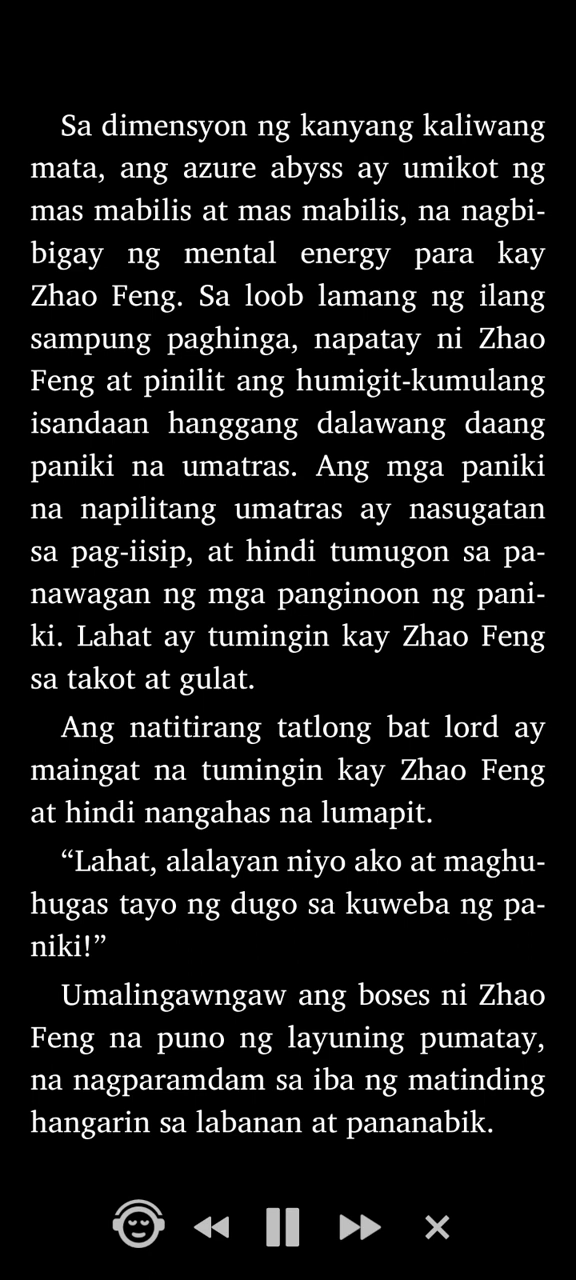 Sa dimensyon ng kanyang kaliwang
mata, ang azure abyss ay umikot ng
mas mabilis at mas mabilis, na nagbi-
bigay ng mental energy para kay
Zhao Feng. Sa loob lamang ng ilang
sampung paghinga, napatay ni Zhao
Feng at pinilit ang humigit-kumulang
isandaan hanggang dalawang daang
paniki na umatras. Ang mga paniki
na napilitang umatras ay nasugatan
sa pag-iisip, at hindi tumugon sa pa-
nawagan ng mga panginoon ng pani-
ki. Lahat ay tumingin kay Zhao Feng
sa takot at gulat.
Ang natitirang tatlong bat lord ay
maingat na tumingin kay Zhao Feng
at hindi nangahas na lumapit.
“Lahat, alalayan niyo ako at maghu-
hugas tayo ng dugo sa kuweba ng pa-
niki!”
Umalingawngaw ang boses ni Zhao
Feng na puno ng layuning pumatay,
na nagparamdam sa iba ng matinding
hangarin sa labanan at pananabik.